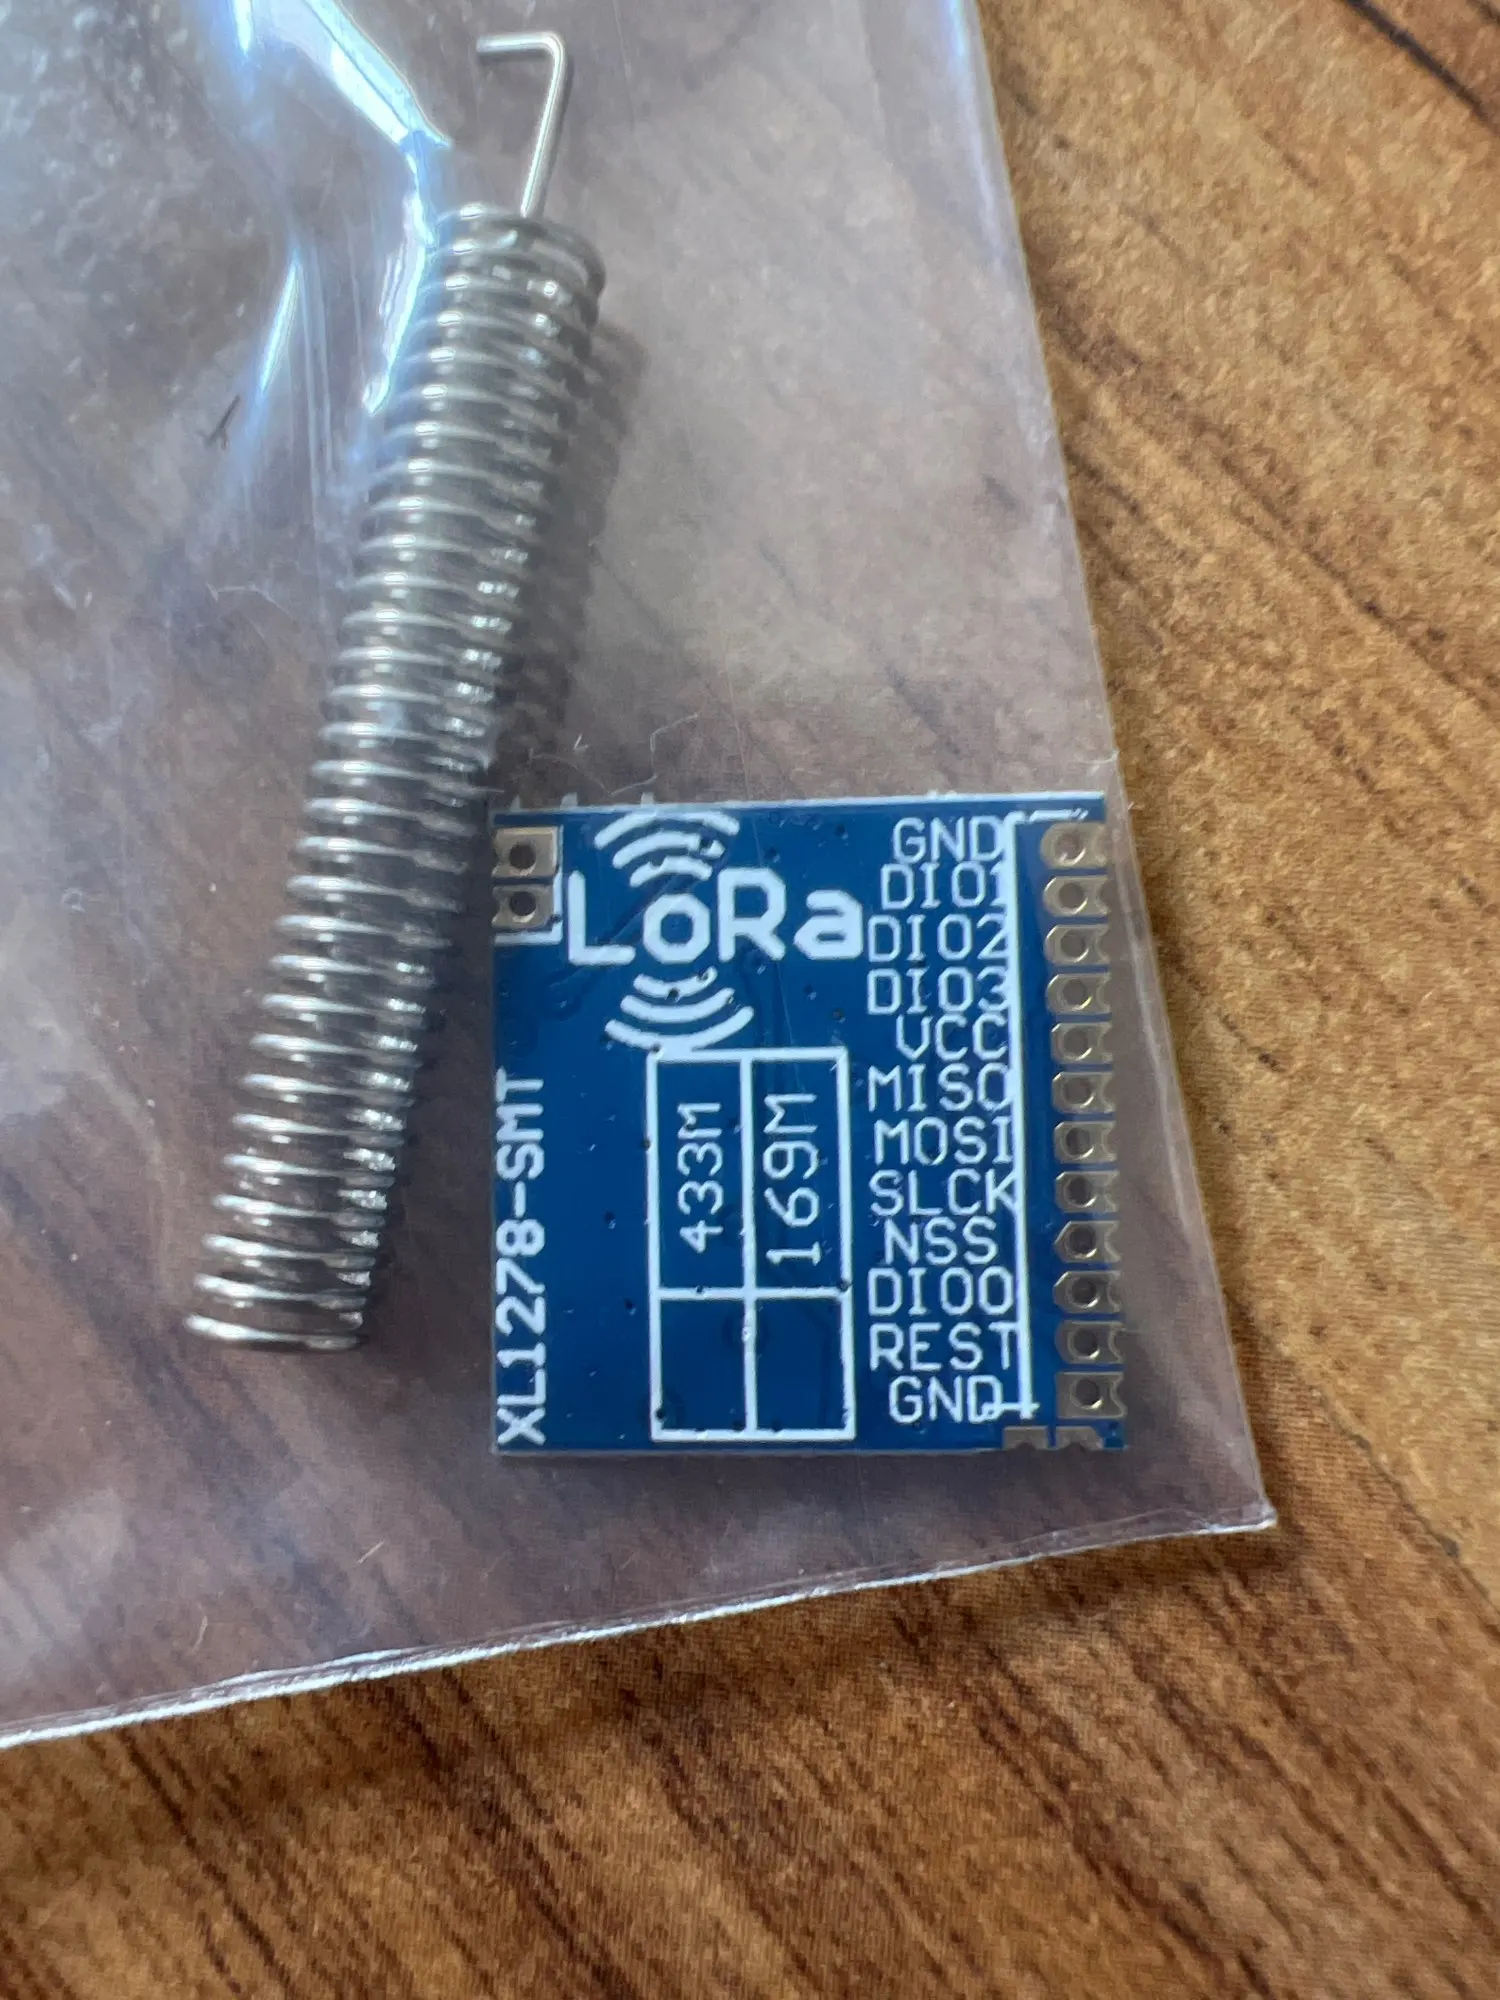 LoRa
XL1278-SMT
433M
169M
GND
DIO1
DIO2
DIO3
VCC
MISO
MOSI
SLCK
NSS
DIO0
REST
GND